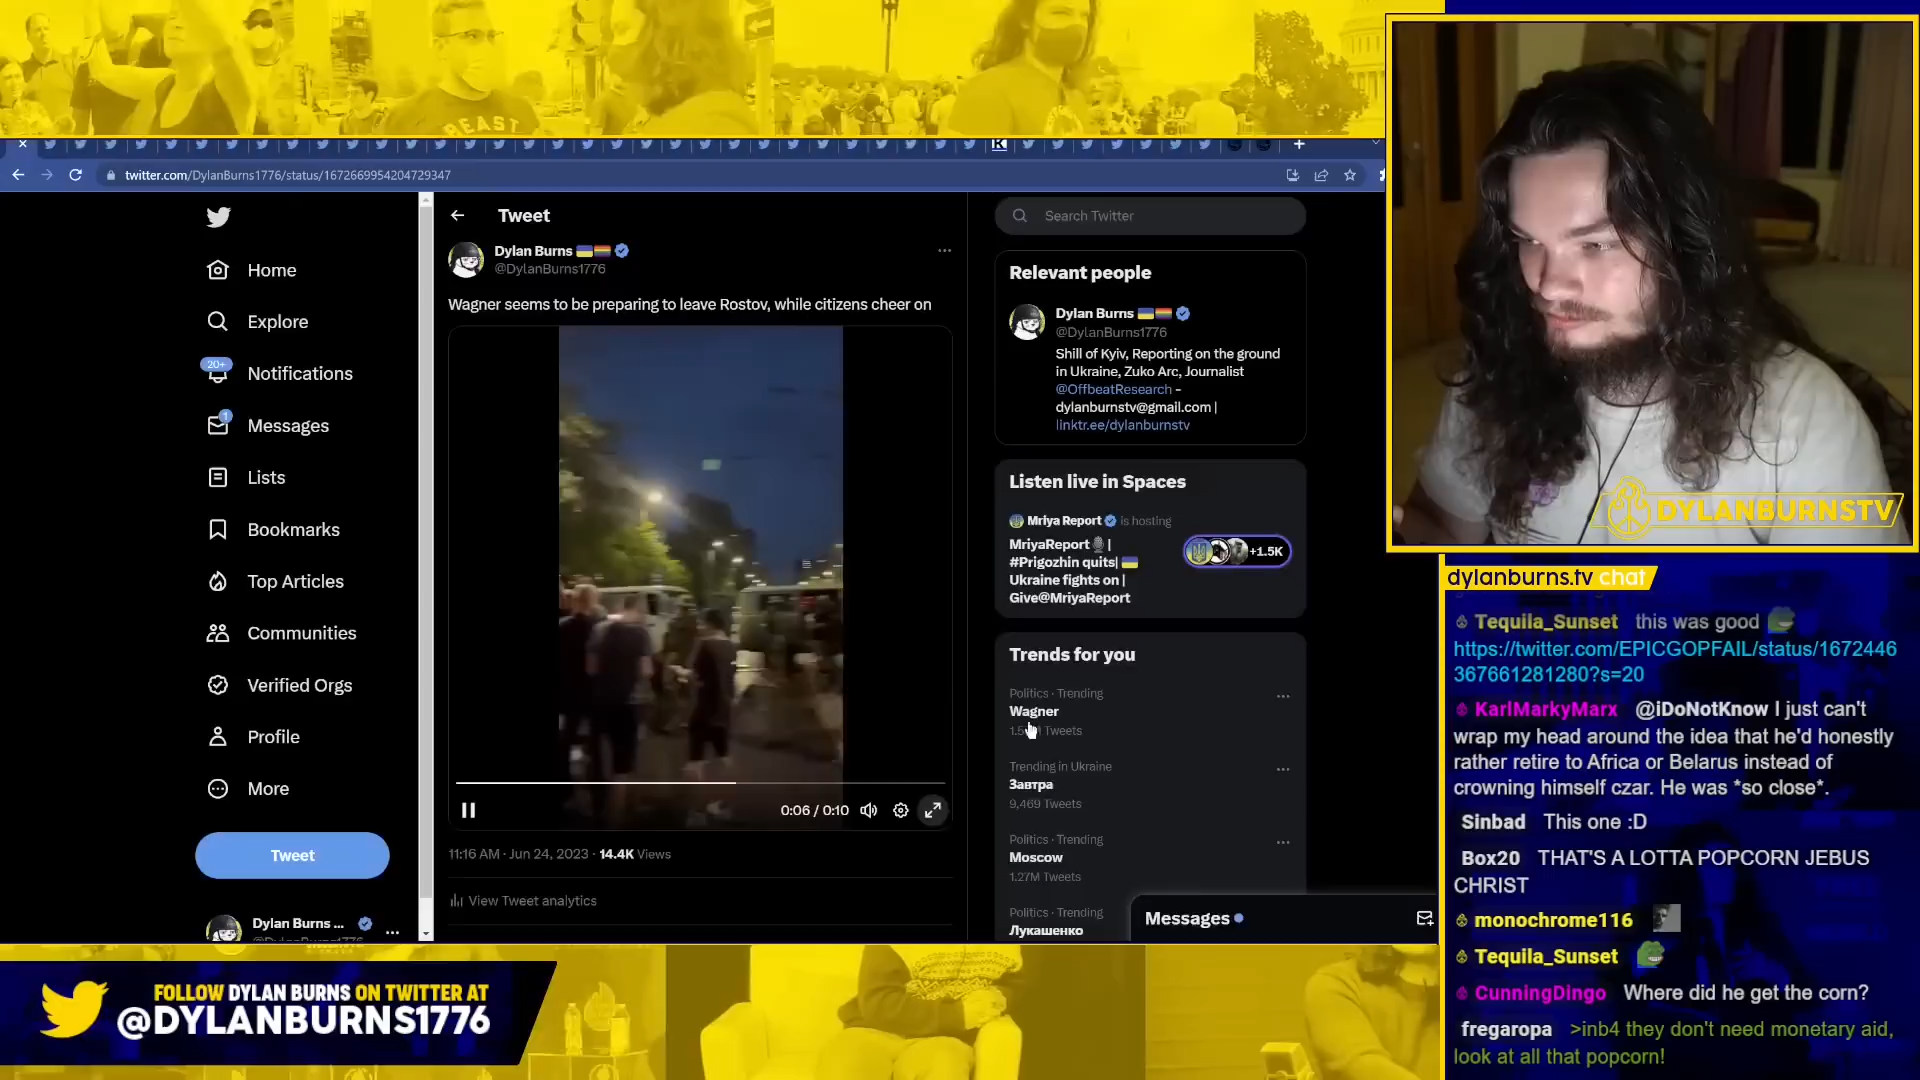 BEAST
twitter.com/DylanBurns1776/status/1672669954204729347
Home
Explore
20+
Notifications
1
Messages
Lists
Bookmarks
Top Articles
Communities
Verified Orgs
Profile
More
Tweet
Dylan Burns ...
Tweet
Dylan Burns
@DylanBurns1776
Wagner seems to be preparing to leave Rostov, while citizens cheer on
0:06 / 0:10
11:16 AM · Jun 24, 2023 · 14.4K Views
View Tweet analytics
Search Twitter
Relevant people
Dylan Burns
@DylanBurns1776
Shill of Kyiv, Reporting on the ground
in Ukraine, Zuko Arc, Journalist
@OffbeatResearch -
dylanburnstv@gmail.com |
linktr.ee/dylanburnstv
Listen live in Spaces
Mriya Report is hosting
MriyaReport |
#Prigozhin quits|
Ukraine fights on |
Give@MriyaReport
+1.5K
Trends for you
Politics · Trending
Wagner
Tweets
Trending in Ukraine
Завтра
9,469 Tweets
Politics · Trending
Moscow
1.27M Tweets
Politics · Trending
Лукашенко
Messages
DYLANBURNSTV
dylanburns.tv chat
Tequila_Sunset this was good
https://twitter.com/EPICGOPFAIL/status/1672446
367661281280?s=20
KarlMarkyMarx @iDoNotKnow I just can't
wrap my head around the idea that he'd honestly
rather retire to Africa or Belarus instead of
crowning himself czar. He was *so close*.
Sinbad This one :D
Box20 THAT'S A LOTTA POPCORN JEBUS
CHRIST
monochrome116
Tequila_Sunset
CunningDingo Where did he get the corn?
fregaropa >inb4 they don't need monetary aid,
look at all that popcorn!
FOLLOW DYLAN BURNS ON TWITTER AT
@DYLANBURNS1776